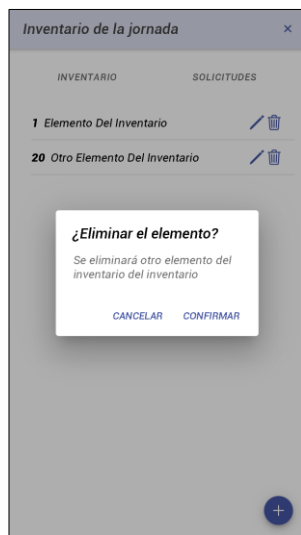 Inventario de la jornada ×
INVENTARIO SOLICITUDES
1 Elemento Del Inventario
20 Otro Elemento Del Inventario
¿Eliminar el elemento?
Se eliminará otro elemento del
inventario del inventario
CANCELAR CONFIRMAR
+